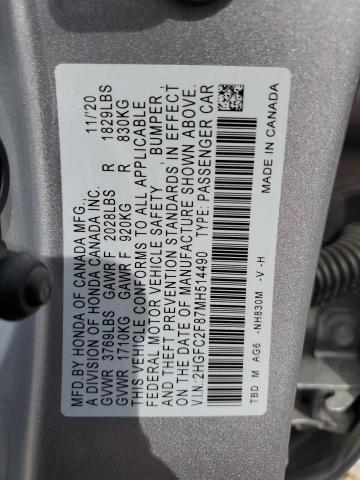 MFD.BY HONDA OF CANADA MFG., 11/'20
A DIVISION OF HONDA CANADA INC.
GVWR 3769LBS GAWR F 2028LBS R 1829LBS
GVWR 1710KG GAWR F 920KG R 830KG
THIS VEHICLE CONFORMS TO ALL APPLICABLE
FEDERAL MOTOR VEHICLE SAFETY, BUMPER,
AND THEFT PREVENTION STANDARDS IN EFFECT
ON THE DATE OF MANUFACTURE SHOWN ABOVE.
V.I.N:2HGFC2F87MH514490 TYPE: PASSENGER CAR
TBD M AG6 -NH830M -V -H
MADE IN CANADA